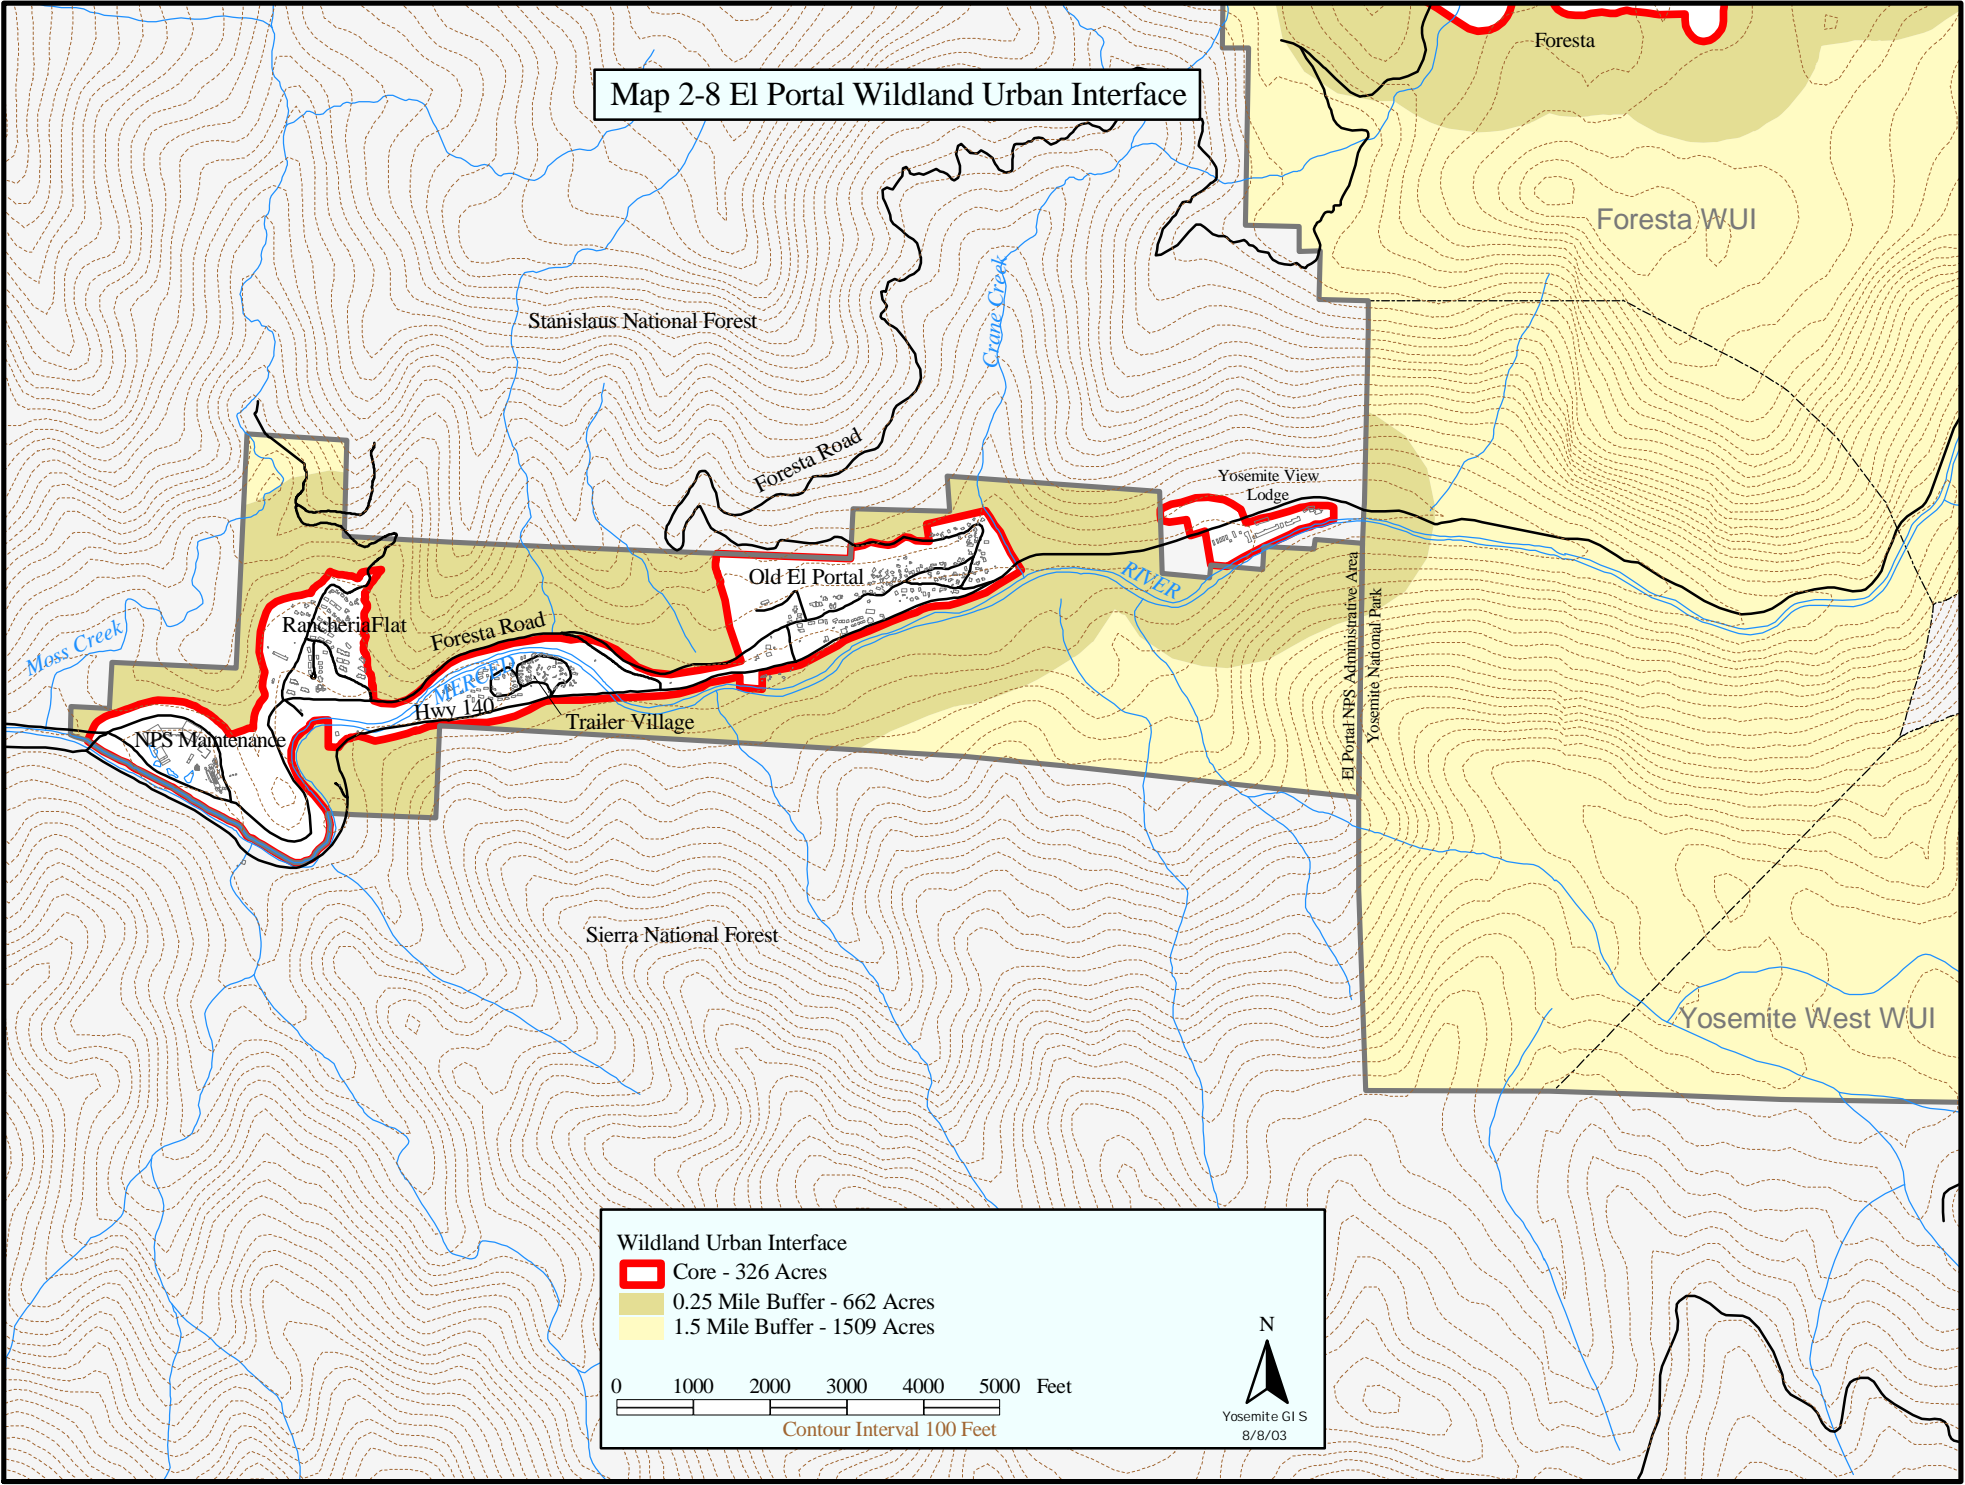 Foresta
Map 2-8 El Portal Wildland Urban Interface
Foresta WUI
Crane Creek
Stanislaus National Forest
Foresta Road
Yosemite View
Lodge
Old El Portal
RIVER
El Portal NPS Administrative Area
Yosemite National Park
RancheriaFlat
Foresta Road
Moss Creek
MERCED
Hwy 140
Trailer Village
NPS Maintenance
Sierra National Forest
Yosemite West WUI
Wildland Urban Interface
Core - 326 Acres
0.25 Mile Buffer - 662 Acres
1.5 Mile Buffer - 1509 Acres
N
0 1000 2000 3000 4000 5000 Feet
Contour Interval 100 Feet
Yosemite GIS
8/8/03